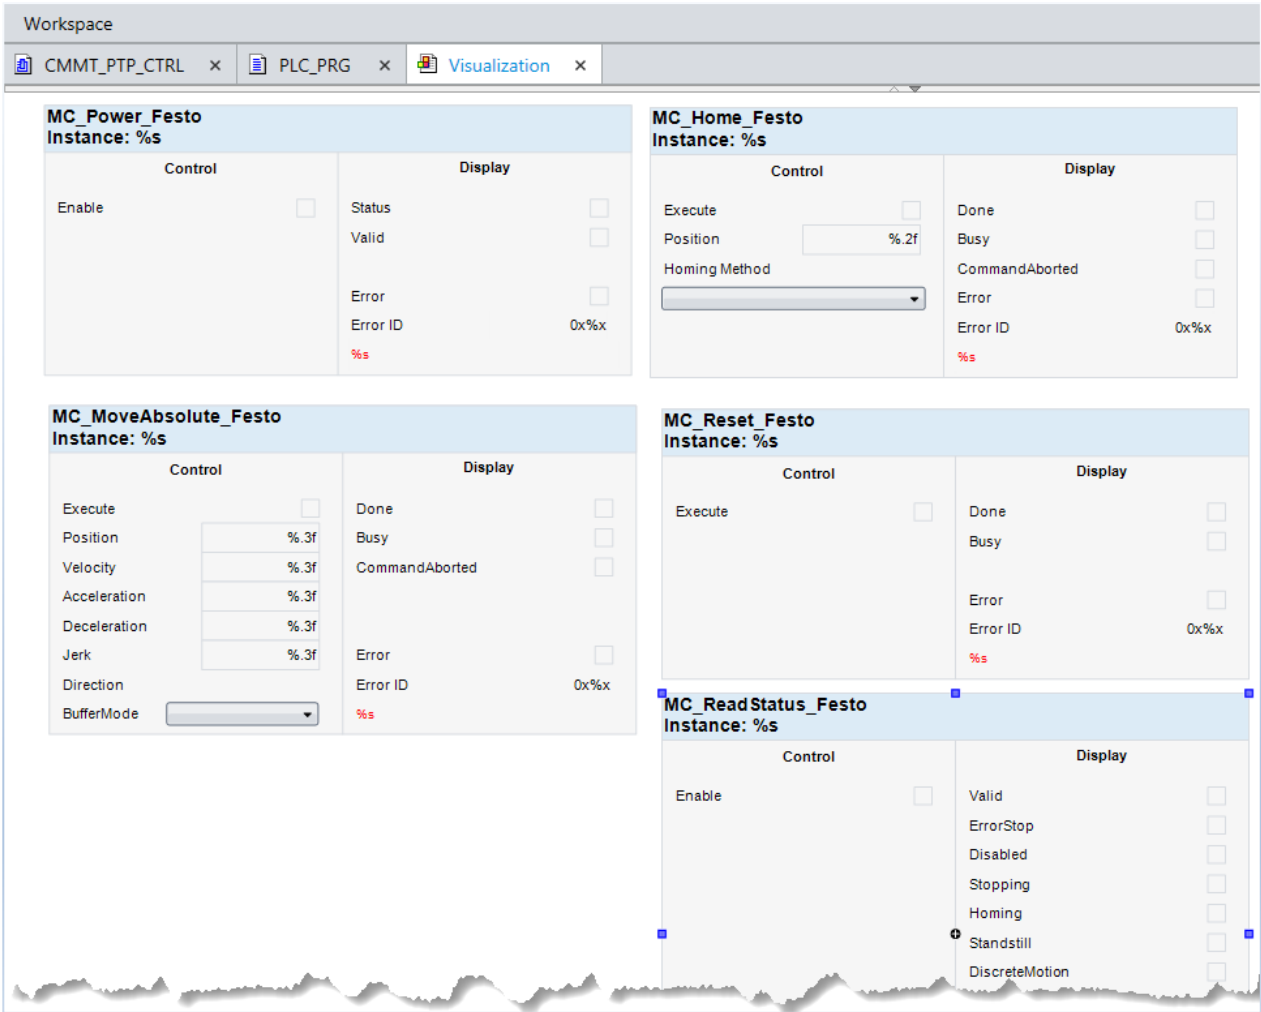 Workspace
CMMT_PTP_CTRL
PLC_PRG
Visualization
MC_Power_Festo
Instance: %s
Control
Display
Enable
Status
Valid
Error
Error ID 0x%x
%s
MC_Home_Festo
Instance: %s
Control
Display
Execute
Position %.2f
Homing Method
Done
Busy
CommandAborted
Error
Error ID 0x%x
%s
MC_MoveAbsolute_Festo
Instance: %s
Control
Display
Execute
Position %.3f
Velocity %.3f
Acceleration %.3f
Deceleration %.3f
Jerk %.3f
Direction
BufferMode
Done
Busy
CommandAborted
Error
Error ID 0x%x
%s
MC_Reset_Festo
Instance: %s
Control
Display
Execute
Done
Busy
Error
Error ID 0x%x
%s
MC_ReadStatus_Festo
Instance: %s
Control
Display
Enable
Valid
ErrorStop
Disabled
Stopping
Homing
Standstill
DiscreteMotion